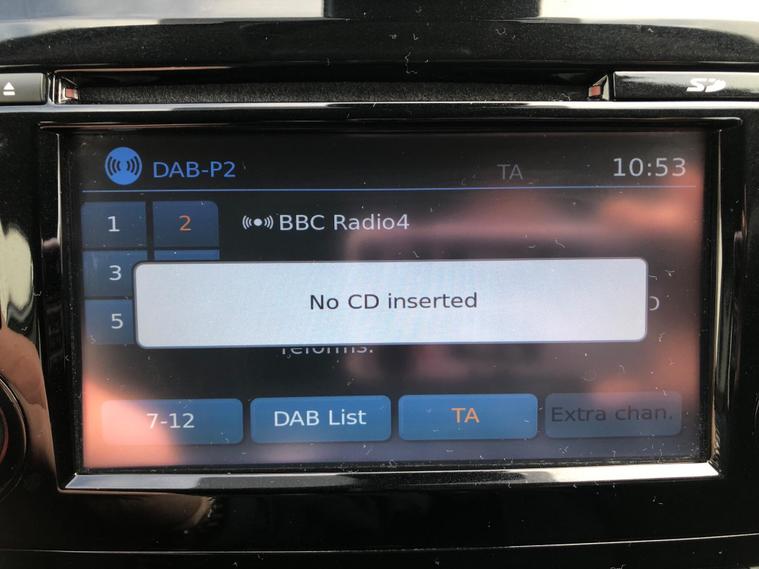 SD
DAB-P2
TA
10:53
1
2
BBC Radio4
3
No CD inserted
5
reforms.
7-12
DAB List
TA
Extra chan.